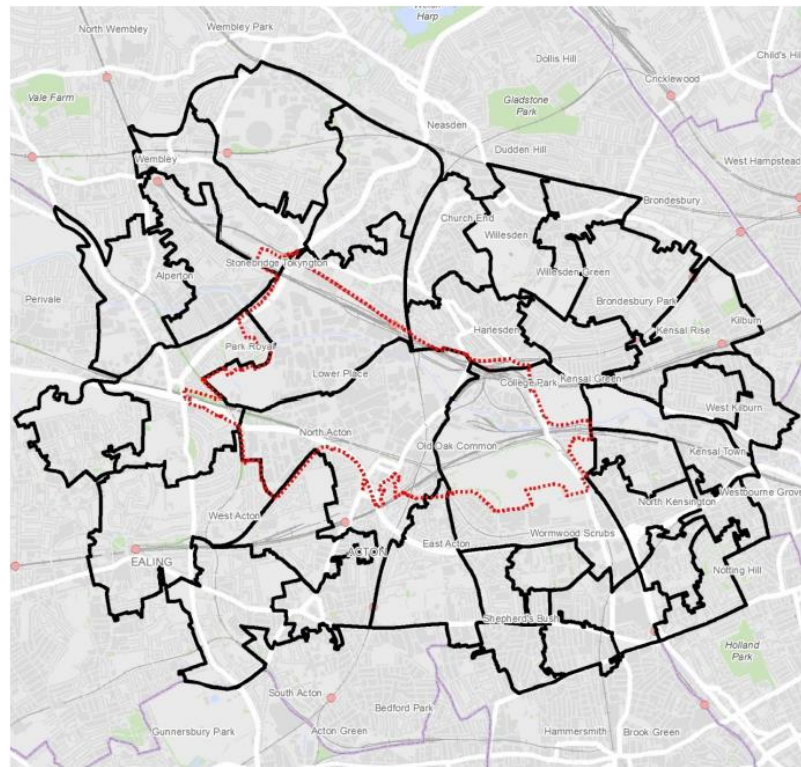 Welsh
Harp
North Wembley
Wembley Park
Dollis Hill
Child's Hi
Cricklewood
Vale Farm
Gladstone
Park
Neasden
Dudden Hill
Wembley
West Hampstead
Brondesbury
Church End
Willesden
Stonebridge Tokyngton
Alperton
Willesden Green
Perivale
Brondesbury Park
Kilburn
Harlesden
Kensal Rise
Park Royal
Lower Place
College Park
Kensal Green
West Kilburn
North Acton
Old Oak Common
Kensal Town
Westbourne Grove
North Kensington
West Acton
Wormwood Scrubs
East Acton
ACTON
EALING
Notting Hill
Shepherd's Bush
Holland
Park
South Acton
Bedford Park
Gunnersbury Park
Acton Green
Hammersmith
Brook Green